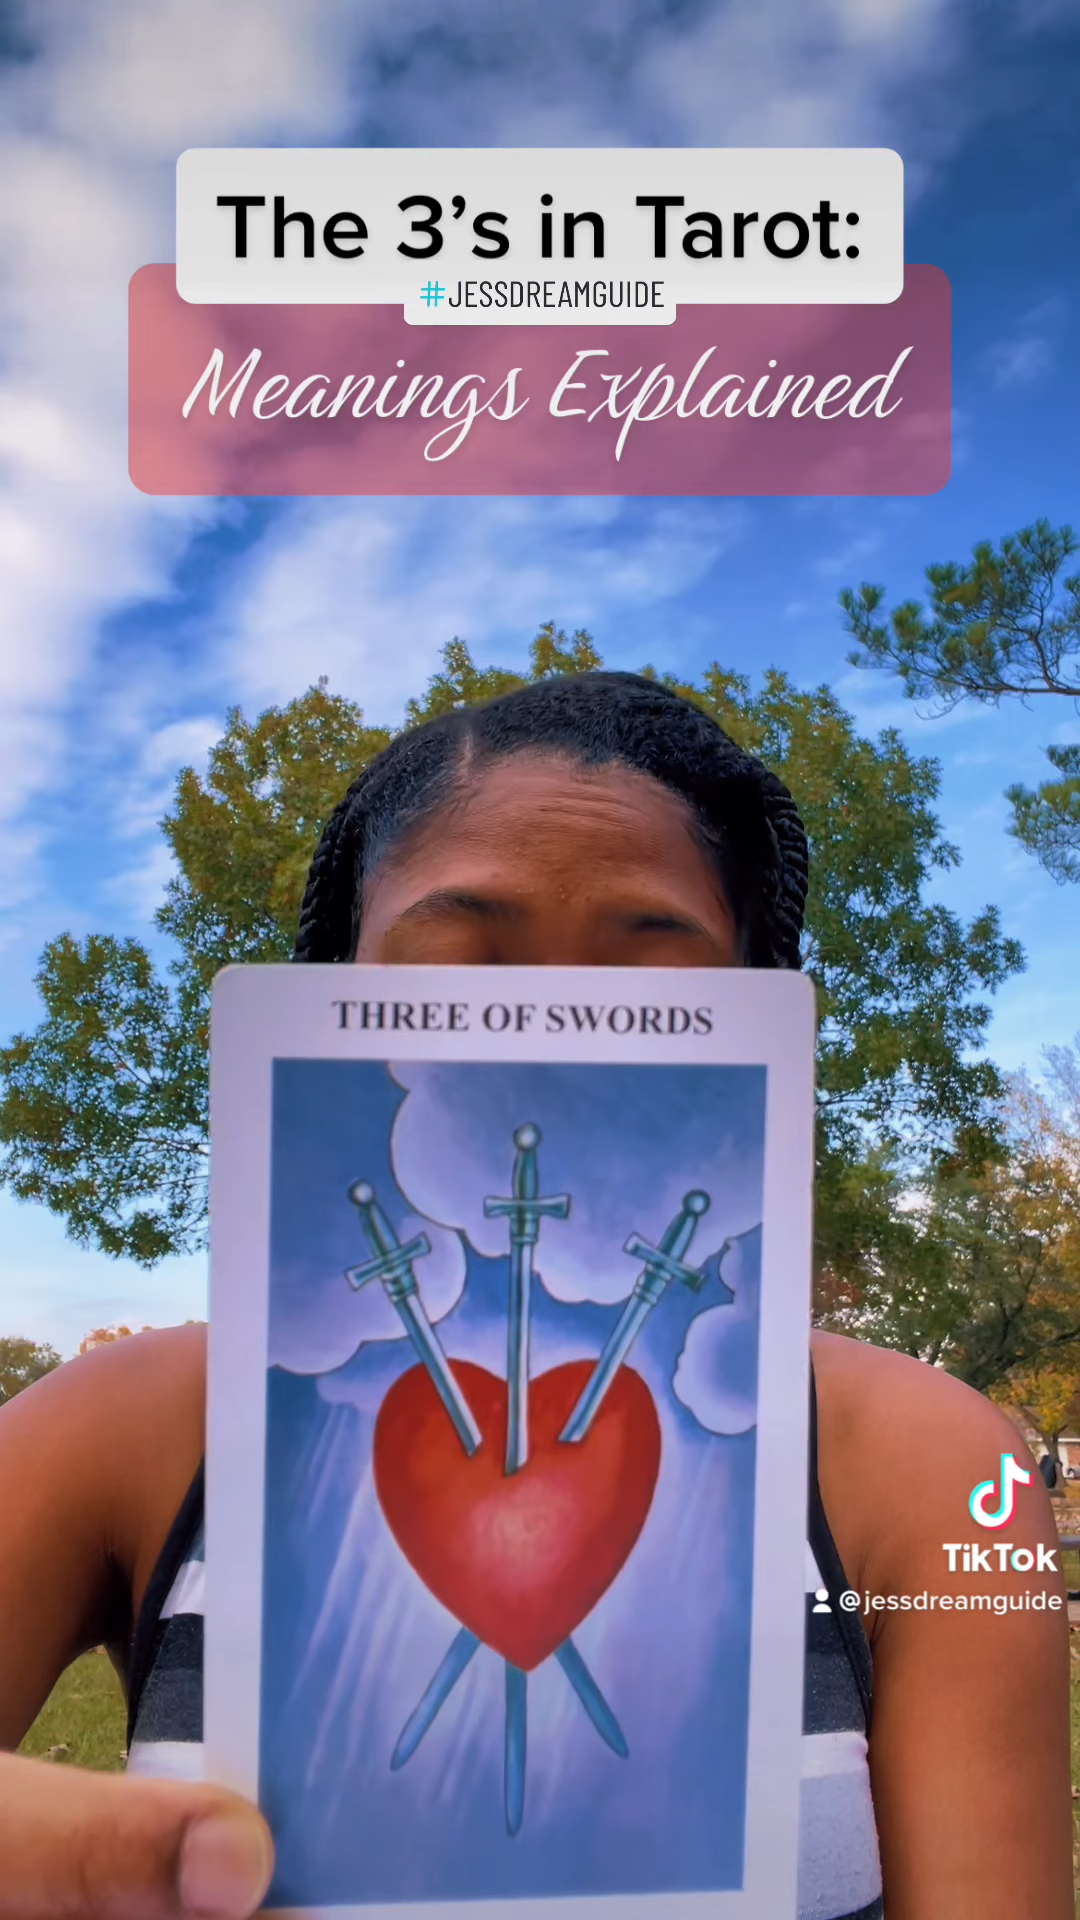 The 3’s in Tarot:
#JESSDREAMGUIDE
Meanings Explained
THREE OF SWORDS
TikTok
@jessdreamguide